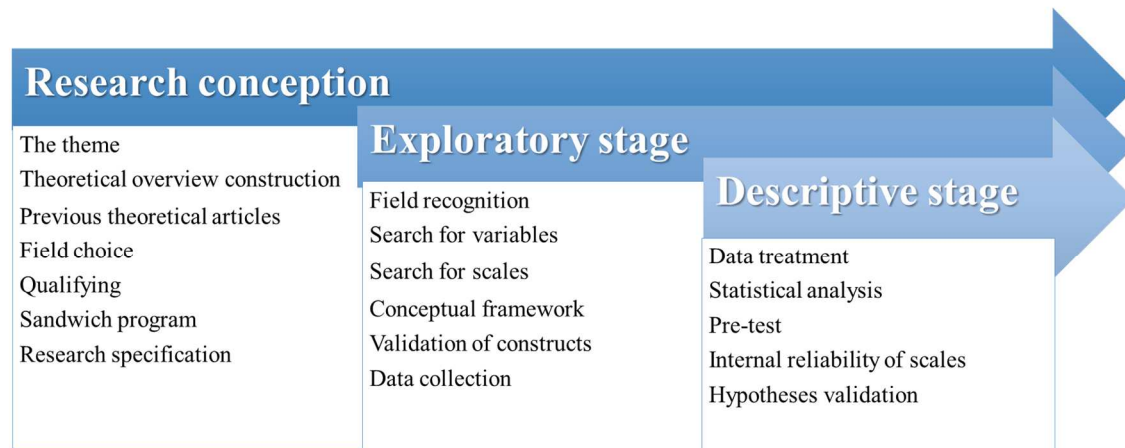 Research conception
The theme
Theoretical overview construction
Previous theoretical articles
Field choice
Qualifying
Sandwich program
Research specification
Exploratory stage
Field recognition
Search for variables
Search for scales
Conceptual framework
Validation of constructs
Data collection
Descriptive stage
Data treatment
Statistical analysis
Pre-test
Internal reliability of scales
Hypotheses validation